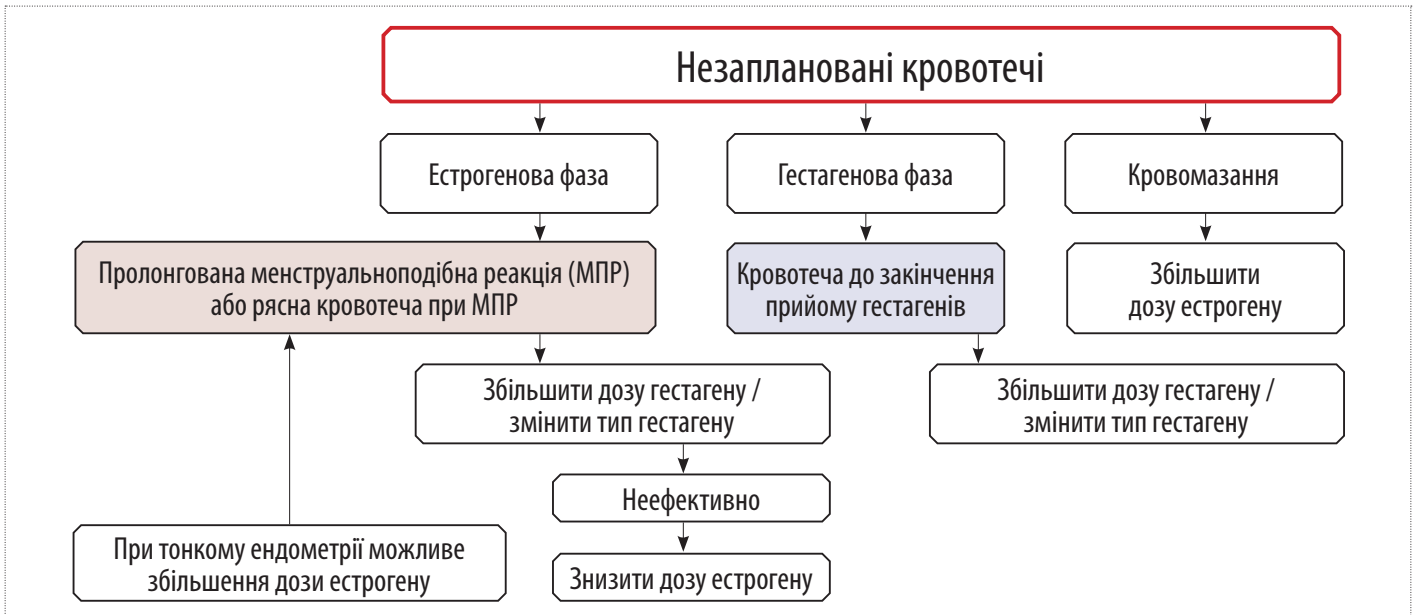 Незаплановані кровотечі
Естрогенова фаза
Гестагенова фаза
Кровомазання
Пролонгована менструальноподібна реакція (МПР)
або рясна кровотеча при МПР
Кровотеча до закінчення
прийому гестагенів
Збільшити
дозу естрогену
Збільшити дозу гестагену /
змінити тип гестагену
Збільшити дозу гестагену /
змінити тип гестагену
Неефективно
При тонкому ендометрії можливе
збільшення дози естрогену
Знизити дозу естрогену